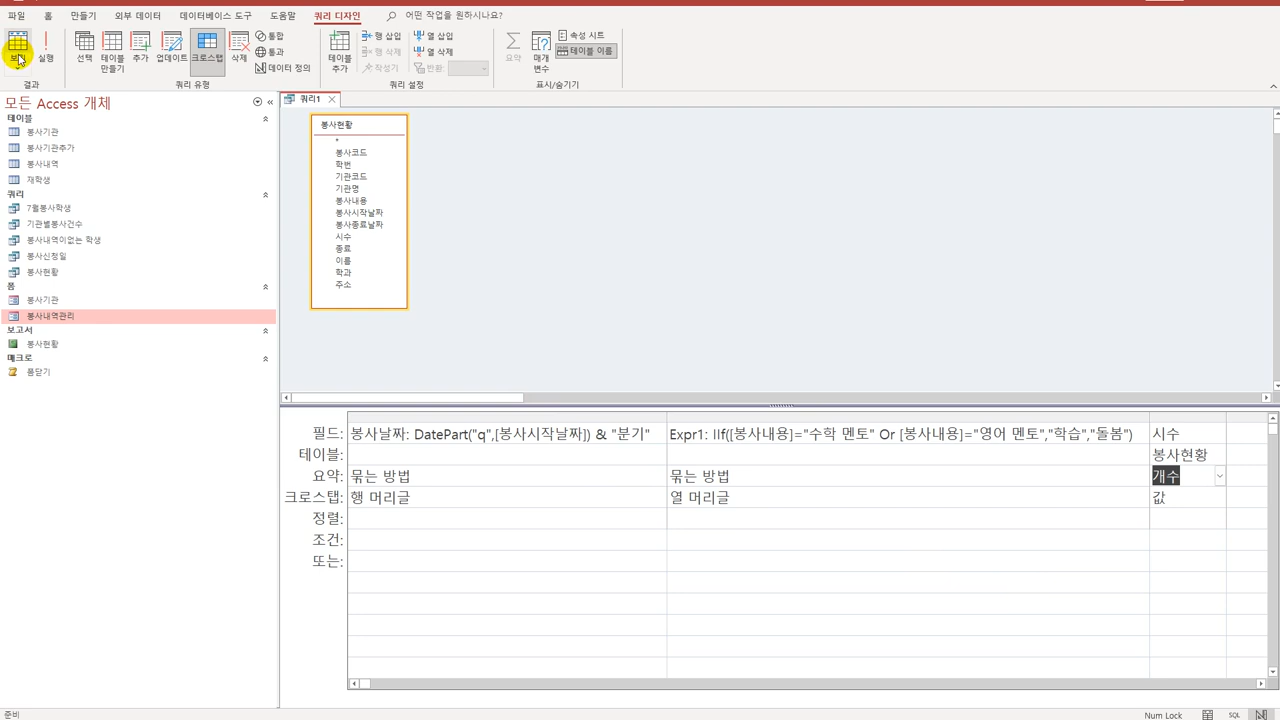 파일 홈 만들기 외부 데이터 데이터베이스 도구 도움말 쿼리 디자인 어떤 작업을 원하시나요?
보기 실행 선택 테이블 만들기 추가 업데이트 크로스탭 삭제 통합 통과 데이터 정의 테이블 추가 행 삽입 행 삭제 작성기 열 삽입 열 삭제 반환: 요약 매개 변수 속성 시트 테이블 이름
결과 쿼리 유형 쿼리 설정 표시/숨기기
모든 Access 개체
테이블
봉사기관
봉사기관추가
봉사내역
재학생
쿼리
7월봉사학생
기관별봉사건수
봉사내역이없는 학생
봉사신청일
봉사현황
폼
봉사기관
봉사내역관리
보고서
봉사현황
매크로
폼닫기
쿼리1
봉사현황
*
봉사코드
학번
기관코드
기관명
봉사내용
봉사시작날짜
봉사종료날짜
시수
종료
이름
학과
주소
필드: 봉사날짜: DatePart("q",[봉사시작날짜]) & "분기" Expr1: IIf([봉사내용]="수학 멘토" Or [봉사내용]="영어 멘토","학습","돌봄") 시수
테이블: 봉사현황
요약: 묶는 방법 묶는 방법 개수
크로스탭: 행 머리글 열 머리글 값
정렬:
조건:
또는:
준비 Num Lock SQL